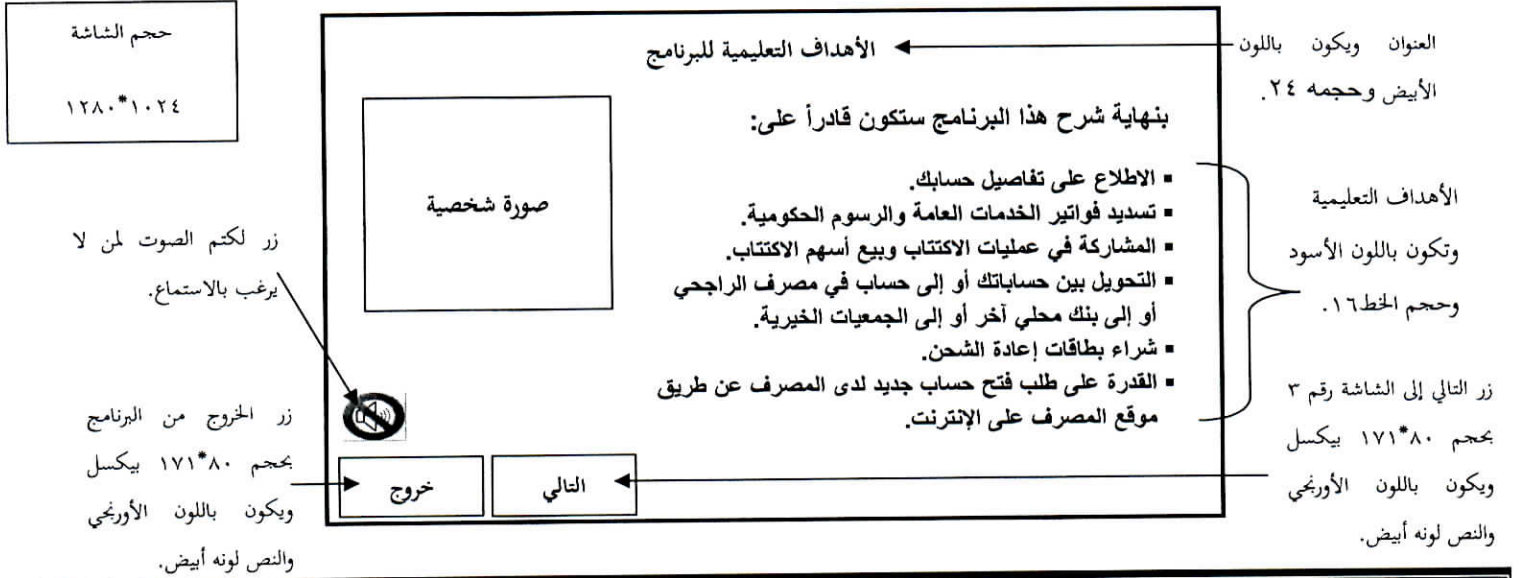 حجم الشاشة
١٠٢٤*١٢٨٠
الأهداف التعليمية للبرنامج
العنوان ويكون باللون
الأبيض وحجمه ٢٤.
بنهاية شرح هذا البرنامج ستكون قادراً على:
▪ الاطلاع على تفاصيل حسابك.
▪ تسديد فواتير الخدمات العامة والرسوم الحكومية.
▪ المشاركة في عمليات الاكتتاب وبيع أسهم الاكتتاب.
▪ التحويل بين حساباتك أو إلى حساب في مصرف الراجحي
أو إلى بنك محلي آخر أو إلى الجمعيات الخيرية.
▪ شراء بطاقات إعادة الشحن.
▪ القدرة على طلب فتح حساب جديد لدى المصرف عن طريق
موقع المصرف على الإنترنت.
صورة شخصية
الأهداف التعليمية
وتكون باللون الأسود
وحجم الخط١٦.
زر لكتم الصوت لمن لا
يرغب بالاستماع.
زر التالي إلى الشاشة رقم ٣
بحجم ٨٠*١٧١ بيكسل
ويكون باللون الأورنجي
والنص لونه أبيض.
التالي
خروج
زر الخروج من البرنامج
بحجم ٨٠*١٧١ بيكسل
ويكون باللون الأورنجي
والنص لونه أبيض.